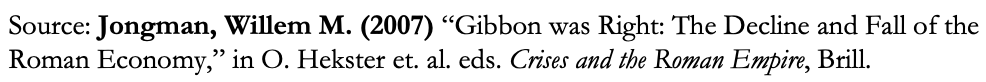 Source: Jongman, Willem M. (2007) “Gibbon was Right: The Decline and Fall of the
Roman Economy,” in O. Hekster et. al. eds. Crises and the Roman Empire, Brill.